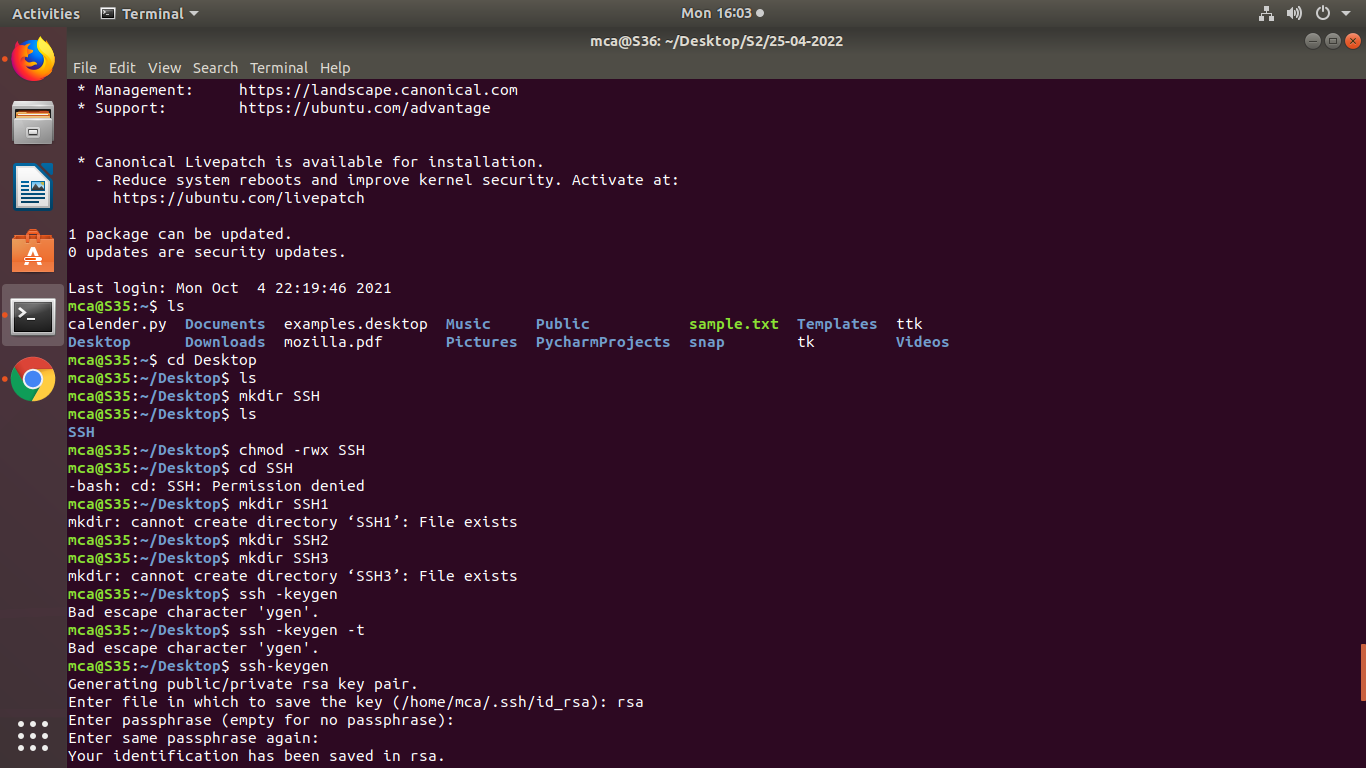 Activities Terminal Mon 16:03
mca@S36: ~/Desktop/S2/25-04-2022
File Edit View Search Terminal Help
* Management: https://landscape.canonical.com
* Support: https://ubuntu.com/advantage
* Canonical Livepatch is available for installation.
- Reduce system reboots and improve kernel security. Activate at:
https://ubuntu.com/livepatch
1 package can be updated.
0 updates are security updates.
Last login: Mon Oct  4 22:19:46 2021
mca@S35:~$ ls
calender.py Documents examples.desktop Music Public sample.txt Templates ttk
Desktop Downloads mozilla.pdf Pictures PycharmProjects snap tk Videos
mca@S35:~$ cd Desktop
mca@S35:~/Desktop$ ls
mca@S35:~/Desktop$ mkdir SSH
mca@S35:~/Desktop$ ls
SSH
mca@S35:~/Desktop$ chmod -rwx SSH
mca@S35:~/Desktop$ cd SSH
-bash: cd: SSH: Permission denied
mca@S35:~/Desktop$ mkdir SSH1
mkdir: cannot create directory ‘SSH1’: File exists
mca@S35:~/Desktop$ mkdir SSH2
mca@S35:~/Desktop$ mkdir SSH3
mkdir: cannot create directory ‘SSH3’: File exists
mca@S35:~/Desktop$ ssh -keygen
Bad escape character 'ygen'.
mca@S35:~/Desktop$ ssh -keygen -t
Bad escape character 'ygen'.
mca@S35:~/Desktop$ ssh-keygen
Generating public/private rsa key pair.
Enter file in which to save the key (/home/mca/.ssh/id_rsa): rsa
Enter passphrase (empty for no passphrase):
Enter same passphrase again:
Your identification has been saved in rsa.